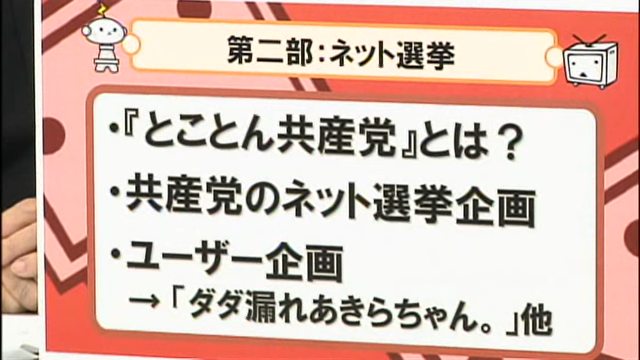 第二部：ネット選挙
・『とことん共産党』とは？
・共産党のネット選挙企画
・ユーザー企画
→「ダダ漏れあきらちゃん。」他